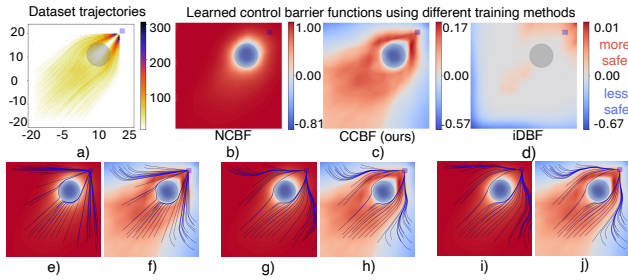 Dataset trajectories
Learned control barrier functions using different training methods
20
10
0
-10
-20
-20 -5 10 25
300
200
100
a)
NCBF
b)
1.00
0.00
-0.81
CCBF (ours)
c)
0.17
0.00
-0.57
iDBF
d)
0.01
0.00
-0.67
more
safe
less
safe
e)
f)
g)
h)
i)
j)